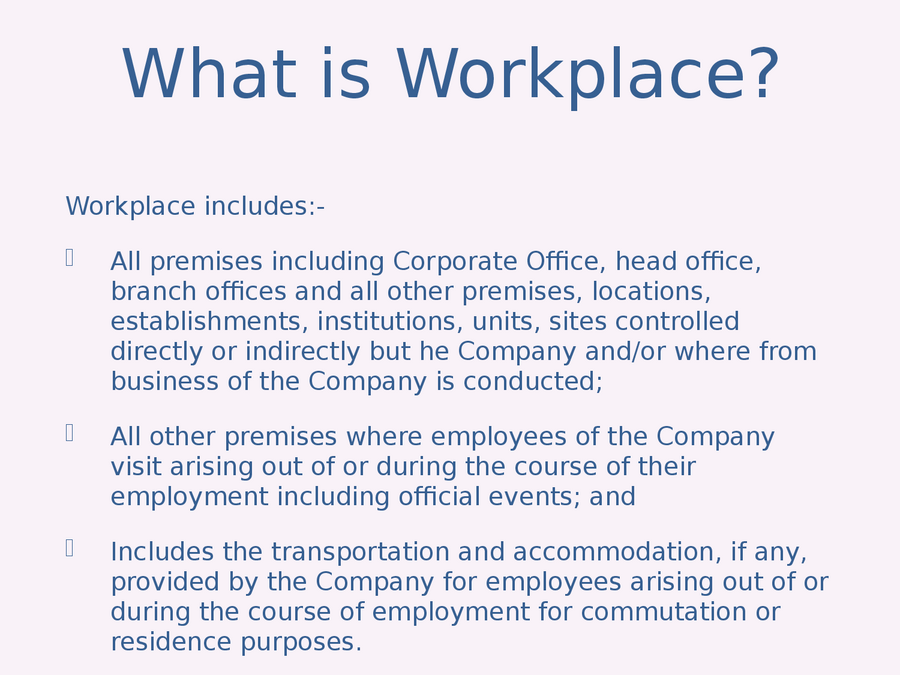 What is Workplace?
Workplace includes:-
All premises including Corporate Office, head office,
branch offices and all other premises, locations,
establishments, institutions, units, sites controlled
directly or indirectly but he Company and/or where from
business of the Company is conducted;
All other premises where employees of the Company
visit arising out of or during the course of their
employment including official events; and
Includes the transportation and accommodation, if any,
provided by the Company for employees arising out of or
during the course of employment for commutation or
residence purposes.